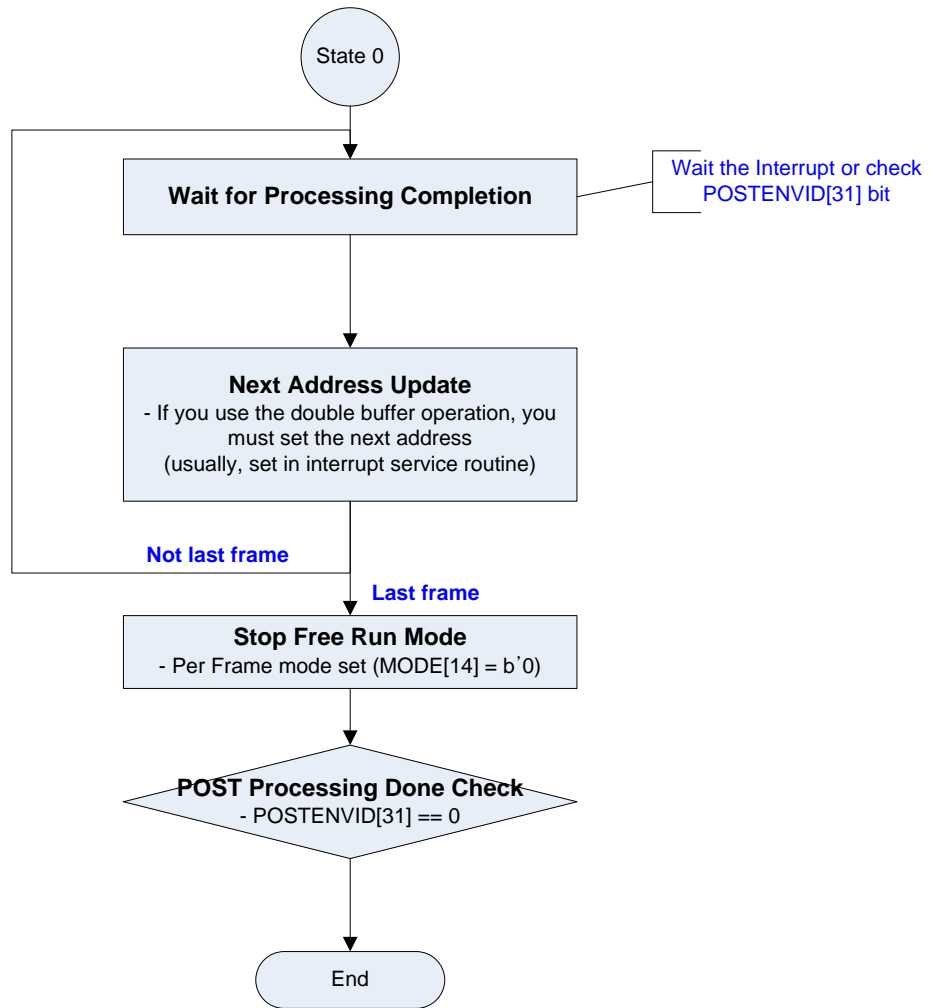 State 0
Wait for Processing Completion
Wait the Interrupt or check
POSTENVID[31] bit
Next Address Update
- If you use the double buffer operation, you
must set the next address
(usually, set in interrupt service routine)
Not last frame
Last frame
Stop Free Run Mode
- Per Frame mode set (MODE[14] = b’0)
POST Processing Done Check
- POSTENVID[31] == 0
End